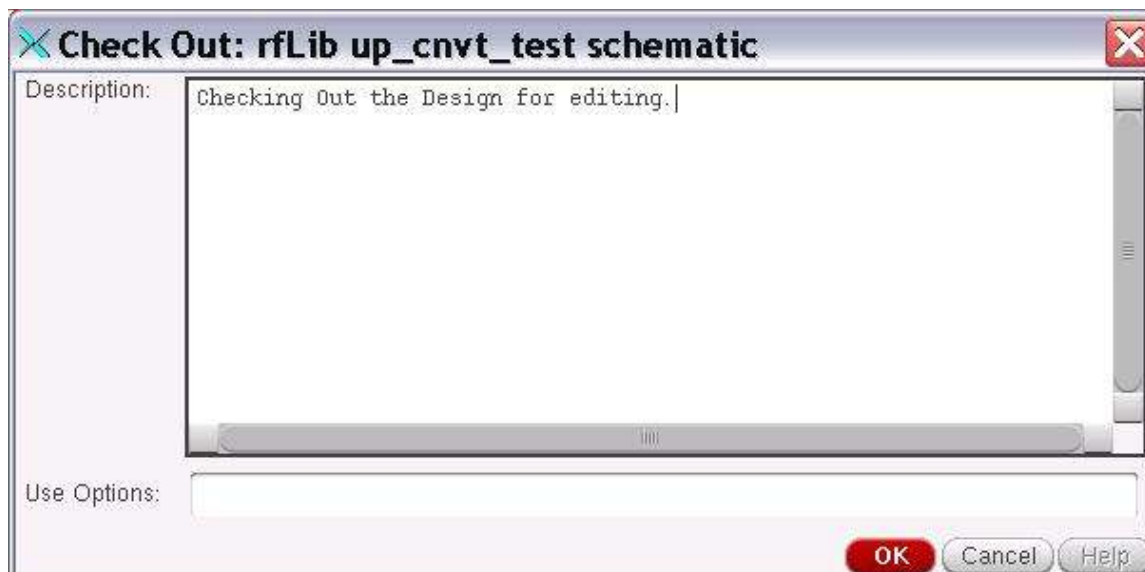 Check Out: rfLib up_cnvt_test schematic
Description:
Checking Out the Design for editing.
Use Options:
OK Cancel Help